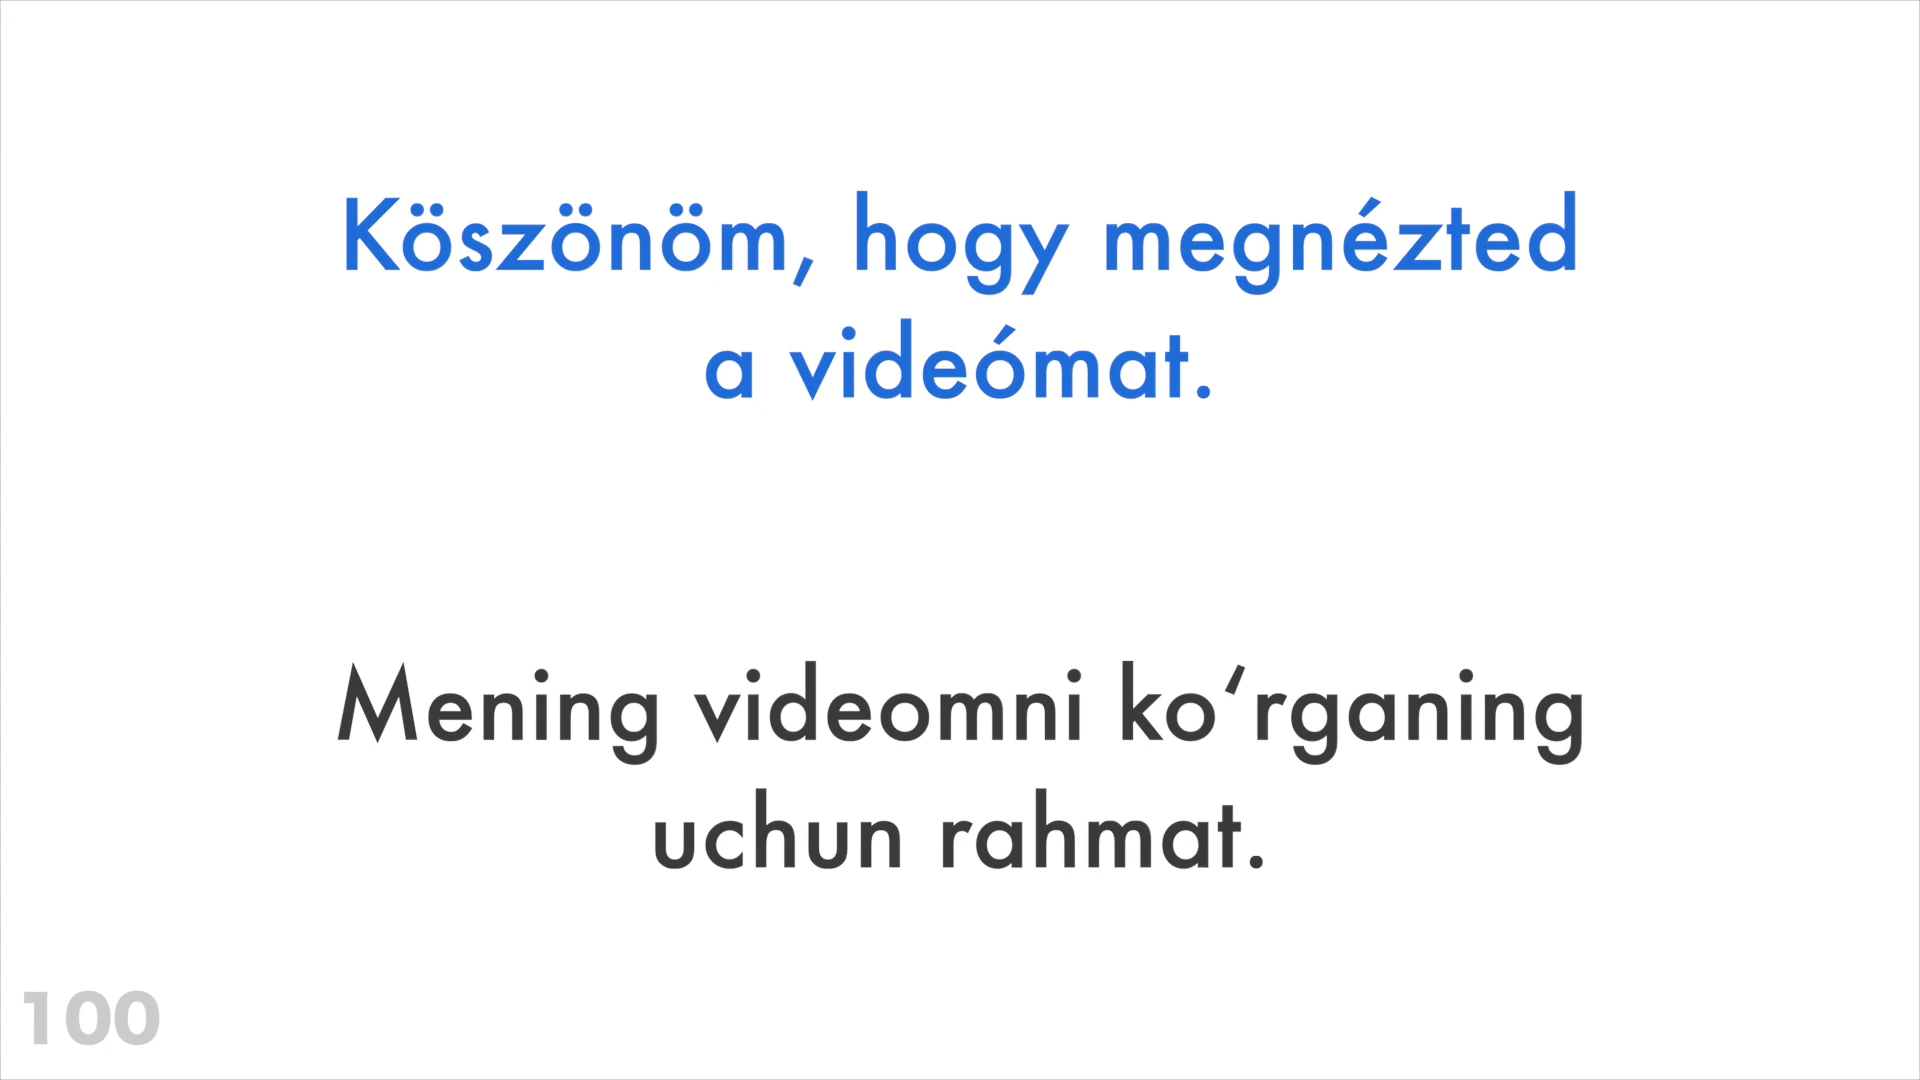 Köszönöm, hogy megnézted
a videómat.
Mening videomni ko‘rganing
uchun rahmat.
100